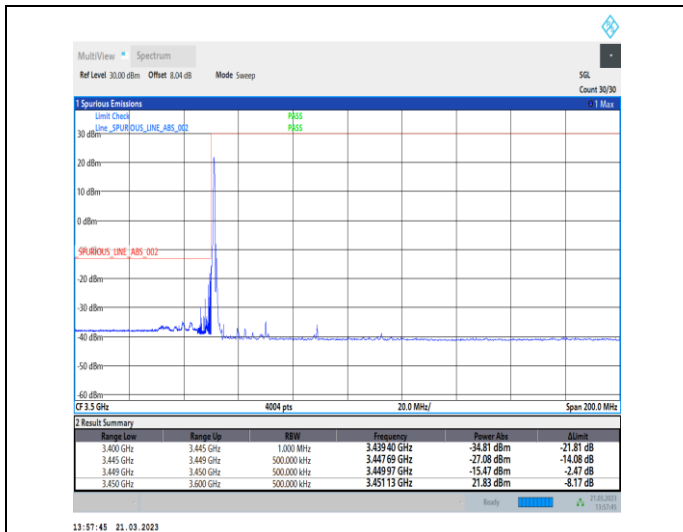 MultiView Spectrum
Ref Level 30.00 dBm Offset 8.04 dB Mode Sweep SGL
Count 30/30
1 Spurious Emissions 1 Max
Limit Check PASS
Line _SPURIOUS_LINE_ABS_002 PASS
30 dBm
20 dBm
10 dBm
0 dBm
_SPURIOUS_LINE_ABS_002
-20 dBm
-30 dBm
-40 dBm
-50 dBm
-60 dBm
CF 3.5 GHz 4004 pts 20.0 MHz/ Span 200.0 MHz
2 Result Summary
Range Low Range Up RBW Frequency Power Abs ΔLimit
3.400 GHz 3.445 GHz 1.000 MHz 3.439 40 GHz -34.81 dBm -21.81 dB
3.445 GHz 3.449 GHz 500.000 kHz 3.447 69 GHz -27.08 dBm -14.08 dB
3.449 GHz 3.450 GHz 500.000 kHz 3.449 97 GHz -15.47 dBm -2.47 dB
3.450 GHz 3.600 GHz 500.000 kHz 3.451 13 GHz 21.83 dBm -8.17 dB
Ready 21.03.2023
13:57:45
13:57:45 21.03.2023